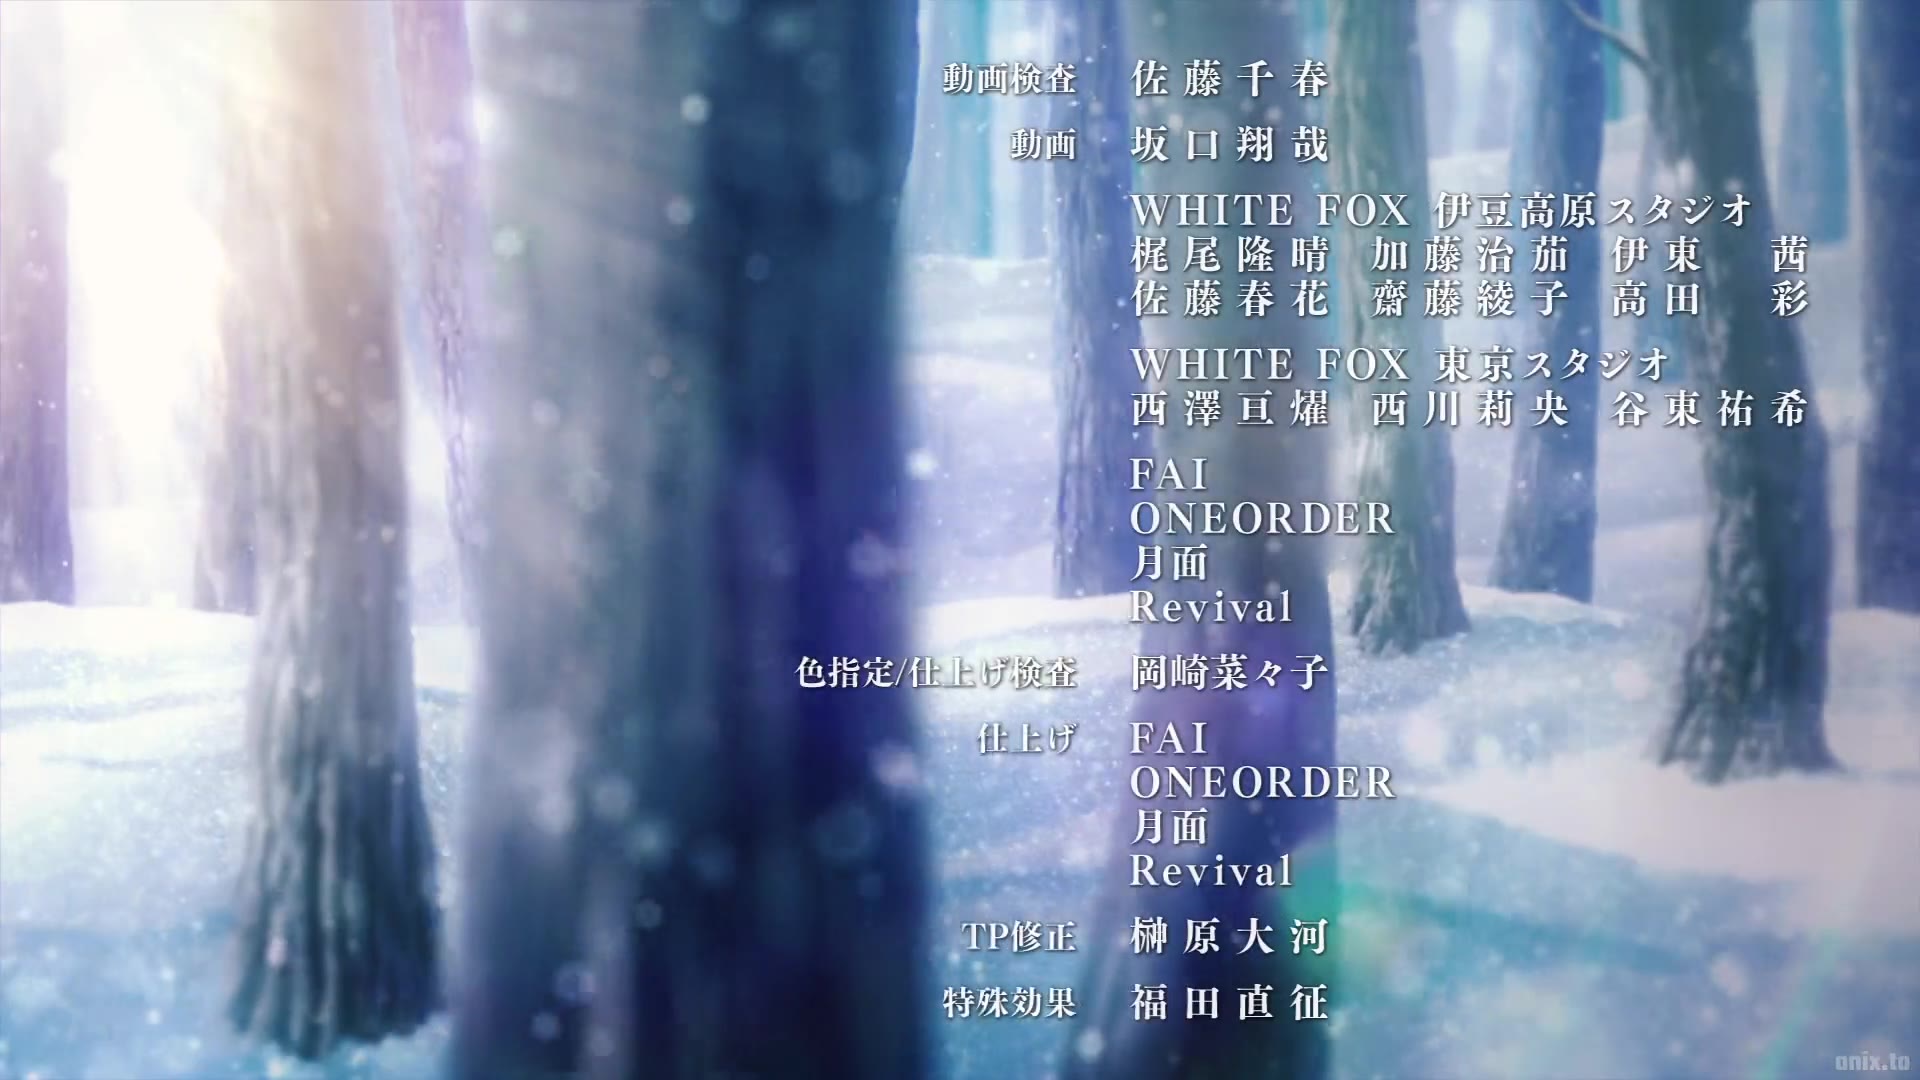 動画検査 佐藤千春
動画 坂口翔哉
WHITE FOX 伊豆高原スタジオ
梶尾隆晴 加藤治茄 伊東 茜
佐藤春花 齋藤綾子 高田 彩
WHITE FOX 東京スタジオ
西澤亘燿 西川莉央 谷東祐希
FAI
ONEORDER
月面
Revival
色指定/仕上げ検査 岡崎菜々子
仕上げ FAI
ONEORDER
月面
Revival
TP修正 榊原大河
特殊効果 福田直征
anix.to